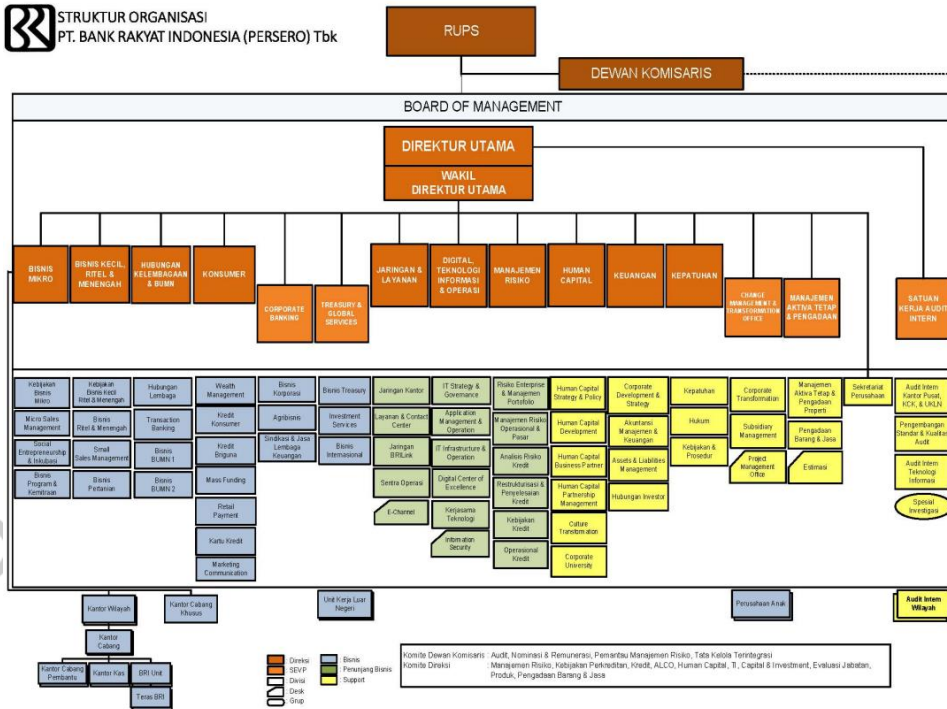 STRUKTUR ORGANISASI
PT. BANK RAKYAT INDONESIA (PERSERO) Tbk
RUPS
DEWAN KOMISARIS
BOARD OF MANAGEMENT
DIREKTUR UTAMA
WAKIL
DIREKTUR UTAMA
BISNIS
MIKRO
BISNIS KECIL,
RITEL &
MENENGAH
HUBUNGAN
KELEMBAGAAN
& BUMN
KONSUMER
CORPORATE
BANKING
TREASURY &
GLOBAL
SERVICES
JARINGAN &
LAYANAN
DIGITAL,
TEKNOLOGI
INFORMASI
& OPERASI
MANAJEMEN
RISIKO
HUMAN
CAPITAL
KEUANGAN
KEPATUHAN
CHANGE
MANAGEMENT &
TRANSFORMATION
OFFICE
MANAJEMEN
AKTIVA TETAP
& PENGADAAN
SATUAN
KERJA AUDIT
INTERN
Kebijakan
Bisnis
Mikro
Micro Sales
Management
Social
Entrepreneurship
& Inkubasi
Bisnis
Program &
Kemitraan
Kebijakan
Bisnis Kecil
Ritel & Menengan
Bisnis
Ritel & Menengah
Small
Sales Management
Bisnis
Pertanian
Hubungan
Lembaga
Transaction
Banking
Bisnis
BUMN 1
Bisnis
BUMN 2
Wealth
Management
Kredit
Konsumer
Kredit
Briguna
Mass Funding
Retail
Payment
Kartu Kredit
Marketing
Communication
Bisnis
Korporasi
Agribisnis
Sindikasi & Jasa
Lembaga
Keuangan
Bisnis Treasury
Investment
Services
Bisnis
Internasional
Jaringan Kantor
Layanan & Contact
Center
Jaringan
BRILink
Sentra Operasi
E-Channel
IT Strategy &
Governance
Application
Management &
Operation
IT Infrastructure &
Operation
Digital Center of
Excellence
Kerjasama
Teknologi
Information
Security
Risiko Enterprise
& Manajemen
Portofolio
Manajemen Risiko
Operasional &
Pasar
Analisis Risiko
Kredit
Restrukturisasi &
Penyelesaian
Kredit
Kebijakan
Kredit
Operasional
Kredit
Human Capital
Strategy & Policy
Human Capital
Development
Human Capital
Business Partner
Human Capital
Partnership
Management
Culture
Transformation
Corporate
University
Corporate
Development &
Strategy
Akuntansi
Manajemen &
Keuangan
Assets & Liabilities
Management
Hubungan Investor
Kepatuhan
Hukum
Kebijakan &
Prosedur
Corporate
Transformation
Subsidiary
Management
Project
Management
Office
Manajemen
Aktiva Tetap &
Pengadaan
Properti
Pengadaan
Barang & Jasa
Estimasi
Sekretariat
Perusahaan
Audit Intern
Kantor Pusat,
KCK, & UKLN
Pengembangan
Standar & Kualitas
Audit
Audit Intern
Teknologi
Informasi
Spesial
Investigasi
Kantor Wilayah
Kantor Cabang
Khusus
Unit Kerja Luar
Negeri
Perusahaan Anak
Audit Intern
Wilayah
Kantor
Cabang
Kantor Cabang
Pembantu
Kantor Kas
BRI Unit
Teras BRI
: Direksi
: SEVP
: Divisi
: Desk
: Grup
: Bisnis
: Penunjang Bisnis
: Support
Komite Dewan Komisaris : Audit, Nominasi & Remunerasi, Pemantau Manajemen Risiko, Tata Kelola Terintegrasi
Komite Direksi : Manajemen Risiko, Kebijakan Perkreditan, Kredit, ALCO, Human Capital, TI, Capital & Investment, Evaluasi Jabatan,
Produk, Pengadaan Barang & Jasa